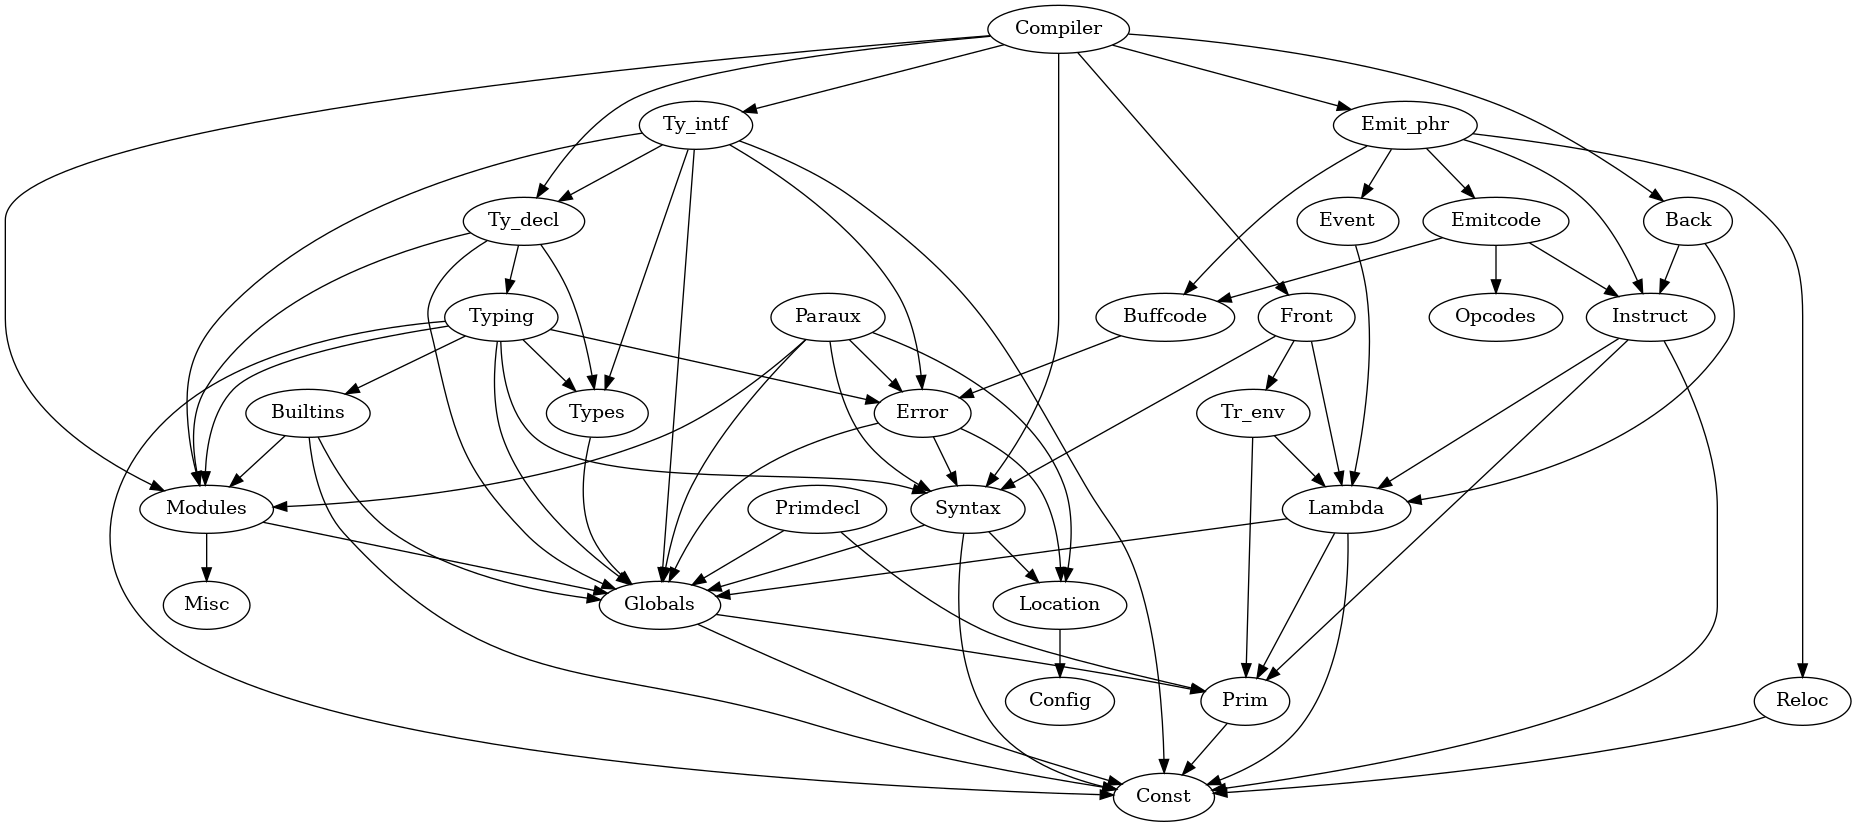 Compiler
Ty_intf
Emit_phr
Ty_decl
Event
Emitcode
Back
Typing
Paraux
Buffcode
Front
Opcodes
Instruct
Builtins
Types
Error
Tr_env
Modules
Primdecl
Syntax
Lambda
Misc
Globals
Location
Config
Prim
Reloc
Const